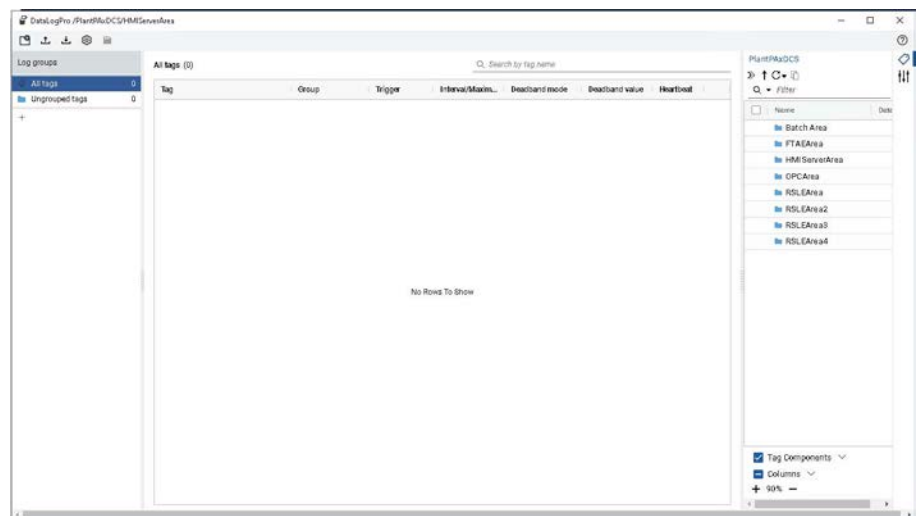 DataLogPro /PlantPAxDCS/HMIServerArea
Log groups
All tags 0
Ungrouped tags 0
+
All tags (0)
Search by tag name
Tag Group Trigger Interval/Maxim... Deadband mode Deadband value Heartbeat
No Rows To Show
PlantPAxDCS
Filter
Name
Batch Area
FTAEArea
HMIServerArea
OPCArea
RSLEArea
RSLEArea2
RSLEArea3
RSLEArea4
Tag Components
Columns
+ 90% −